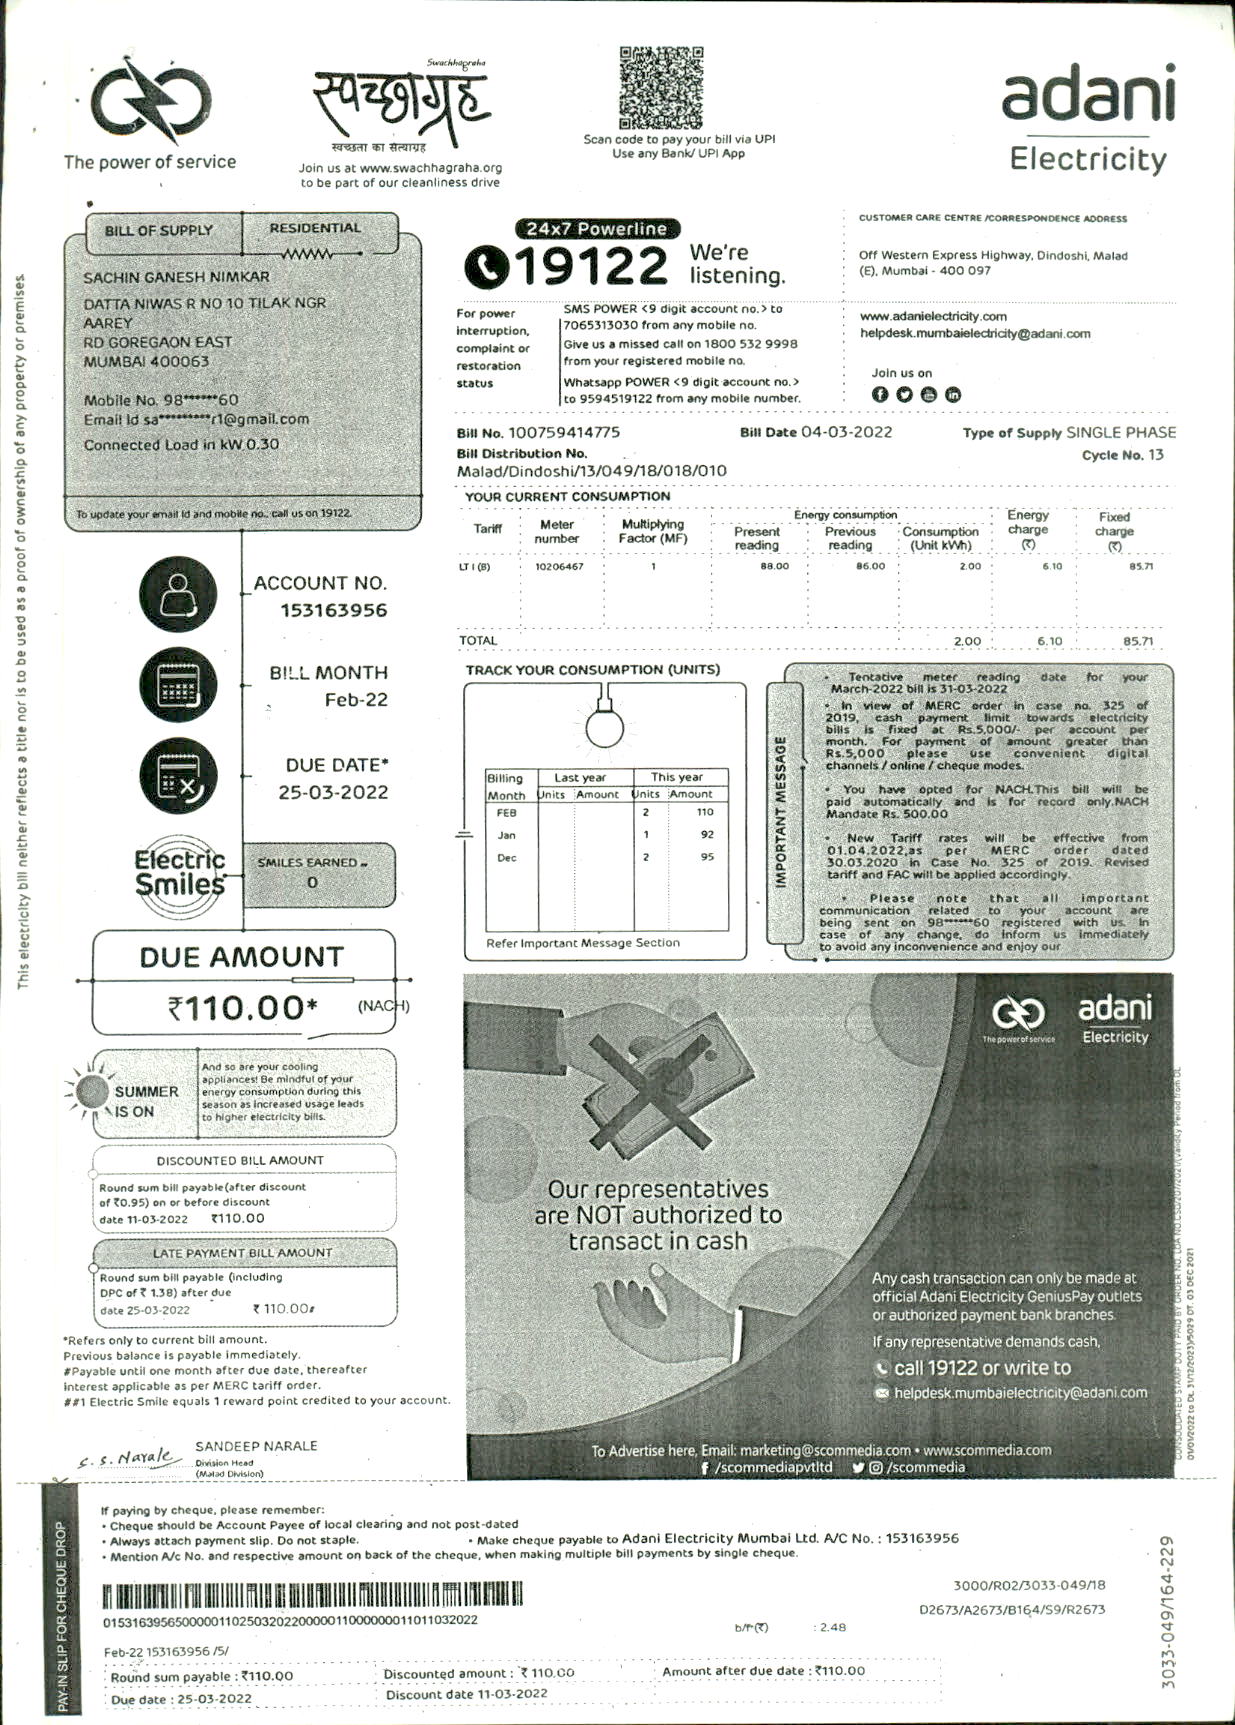 The power of service
Swachhagraha
स्वच्छाग्रह
स्वच्छता का सत्याग्रह
Join us at www.swachhagraha.org
to be part of our cleanliness drive
Scan code to pay your bill via UPI
Use any Bank/ UPI App
adani
Electricity
BILL OF SUPPLY
RESIDENTIAL
SACHIN GANESH NIMKAR
DATTA NIWAS R NO 10 TILAK NGR
AAREY
RD GOREGAON EAST
MUMBAI 400063
Mobile No. 98******60
Email Id sa*********r1@gmail.com
Connected Load in kW 0.30
To update your email Id and mobile no., call us on 19122.
24x7 Powerline
19122
We're
listening.
For power
interruption,
complaint or
restoration
status
SMS POWER <9 digit account no.> to
7065313030 from any mobile no.
Give us a missed call on 1800 532 9998
from your registered mobile no.
Whatsapp POWER <9 digit account no.>
to 9594519122 from any mobile number.
CUSTOMER CARE CENTRE /CORRESPONDENCE ADDRESS
Off Western Express Highway, Dindoshi, Malad
(E), Mumbai - 400 097
www.adanielectricity.com
helpdesk.mumbaielectricity@adani.com
Join us on
Bill No. 100759414775
Bill Date 04-03-2022
Type of Supply SINGLE PHASE
Bill Distribution No.
Cycle No. 13
Malad/Dindoshi/13/049/18/018/010
YOUR CURRENT CONSUMPTION
Tariff Meter number Multiplying Factor (MF) Energy consumption Energy charge (₹) Fixed charge (₹)
Present reading Previous reading Consumption (Unit kWh)
LT I (B) 10206467 1 88.00 86.00 2.00 6.10 85.71
TOTAL 2.00 6.10 85.71
ACCOUNT NO.
153163956
BILL MONTH
Feb-22
DUE DATE*
25-03-2022
Electric
Smiles
SMILES EARNED
0
DUE AMOUNT
₹110.00* (NACH)
TRACK YOUR CONSUMPTION (UNITS)
Billing Last year This year
Month Units Amount Units Amount
FEB 2 110
Jan 1 92
Dec 2 95
Refer Important Message Section
IMPORTANT MESSAGE
• Tentative meter reading date for your
March-2022 bill is 31-03-2022
• In view of MERC order in case no. 325 of
2019, cash payment limit towards electricity
bills is fixed at Rs.5,000/- per account per
month. For payment of amount greater than
Rs.5,000 please use convenient digital
channels / online / cheque modes.
• You have opted for NACH.This bill will be
paid automatically and is for record only.NACH
Mandate Rs. 500.00
• New Tariff rates will be effective from
01.04.2022,as per MERC order dated
30.03.2020 in Case No. 325 of 2019. Revised
tariff and FAC will be applied accordingly.
• Please note that all important
communication related to your account are
being sent on 98******60 registered with us. In
case of any change, do inform us immediately
to avoid any inconvenience and enjoy our
SUMMER
IS ON
And so are your cooling
appliances! Be mindful of your
energy consumption during this
season as increased usage leads
to higher electricity bills.
DISCOUNTED BILL AMOUNT
Round sum bill payable(after discount
of ₹0.95) on or before discount
date 11-03-2022 ₹110.00
LATE PAYMENT BILL AMOUNT
Round sum bill payable (including
DPC of ₹ 1.38) after due
date 25-03-2022 ₹ 110.00#
*Refers only to current bill amount.
Previous balance is payable immediately.
#Payable until one month after due date, thereafter
interest applicable as per MERC tariff order.
##1 Electric Smile equals 1 reward point credited to your account.
S. S. Narale
SANDEEP NARALE
Division Head
(Malad Division)
The power of service
adani
Electricity
Our representatives
are NOT authorized to
transact in cash
Any cash transaction can only be made at
official Adani Electricity GeniusPay outlets
or authorized payment bank branches.
If any representative demands cash,
call 19122 or write to
helpdesk.mumbaielectricity@adani.com
To Advertise here, Email: marketing@scommedia.com • www.scommedia.com
/scommediapvtltd /scommedia
This electricity bill neither reflects a title nor is to be used as a proof of ownership of any property or premises.
01/01/2022 to Dt. 31/12/2023)/5029 DT. 03 DEC 2021
PAY-IN SLIP FOR CHEQUE DROP
If paying by cheque, please remember:
• Cheque should be Account Payee of local clearing and not post-dated
• Always attach payment slip. Do not staple.
• Make cheque payable to Adani Electricity Mumbai Ltd. A/C No. : 153163956
• Mention A/c No. and respective amount on back of the cheque, when making multiple bill payments by single cheque.
3000/R02/3033-049/18
D2673/A2673/B164/S9/R2673
b/f*(₹) : 2.48
Feb-22 153163956 /5/
Round sum payable : ₹110.00
Discounted amount : ₹ 110.00
Amount after due date : ₹110.00
Due date : 25-03-2022
Discount date 11-03-2022
3033-049/164-229